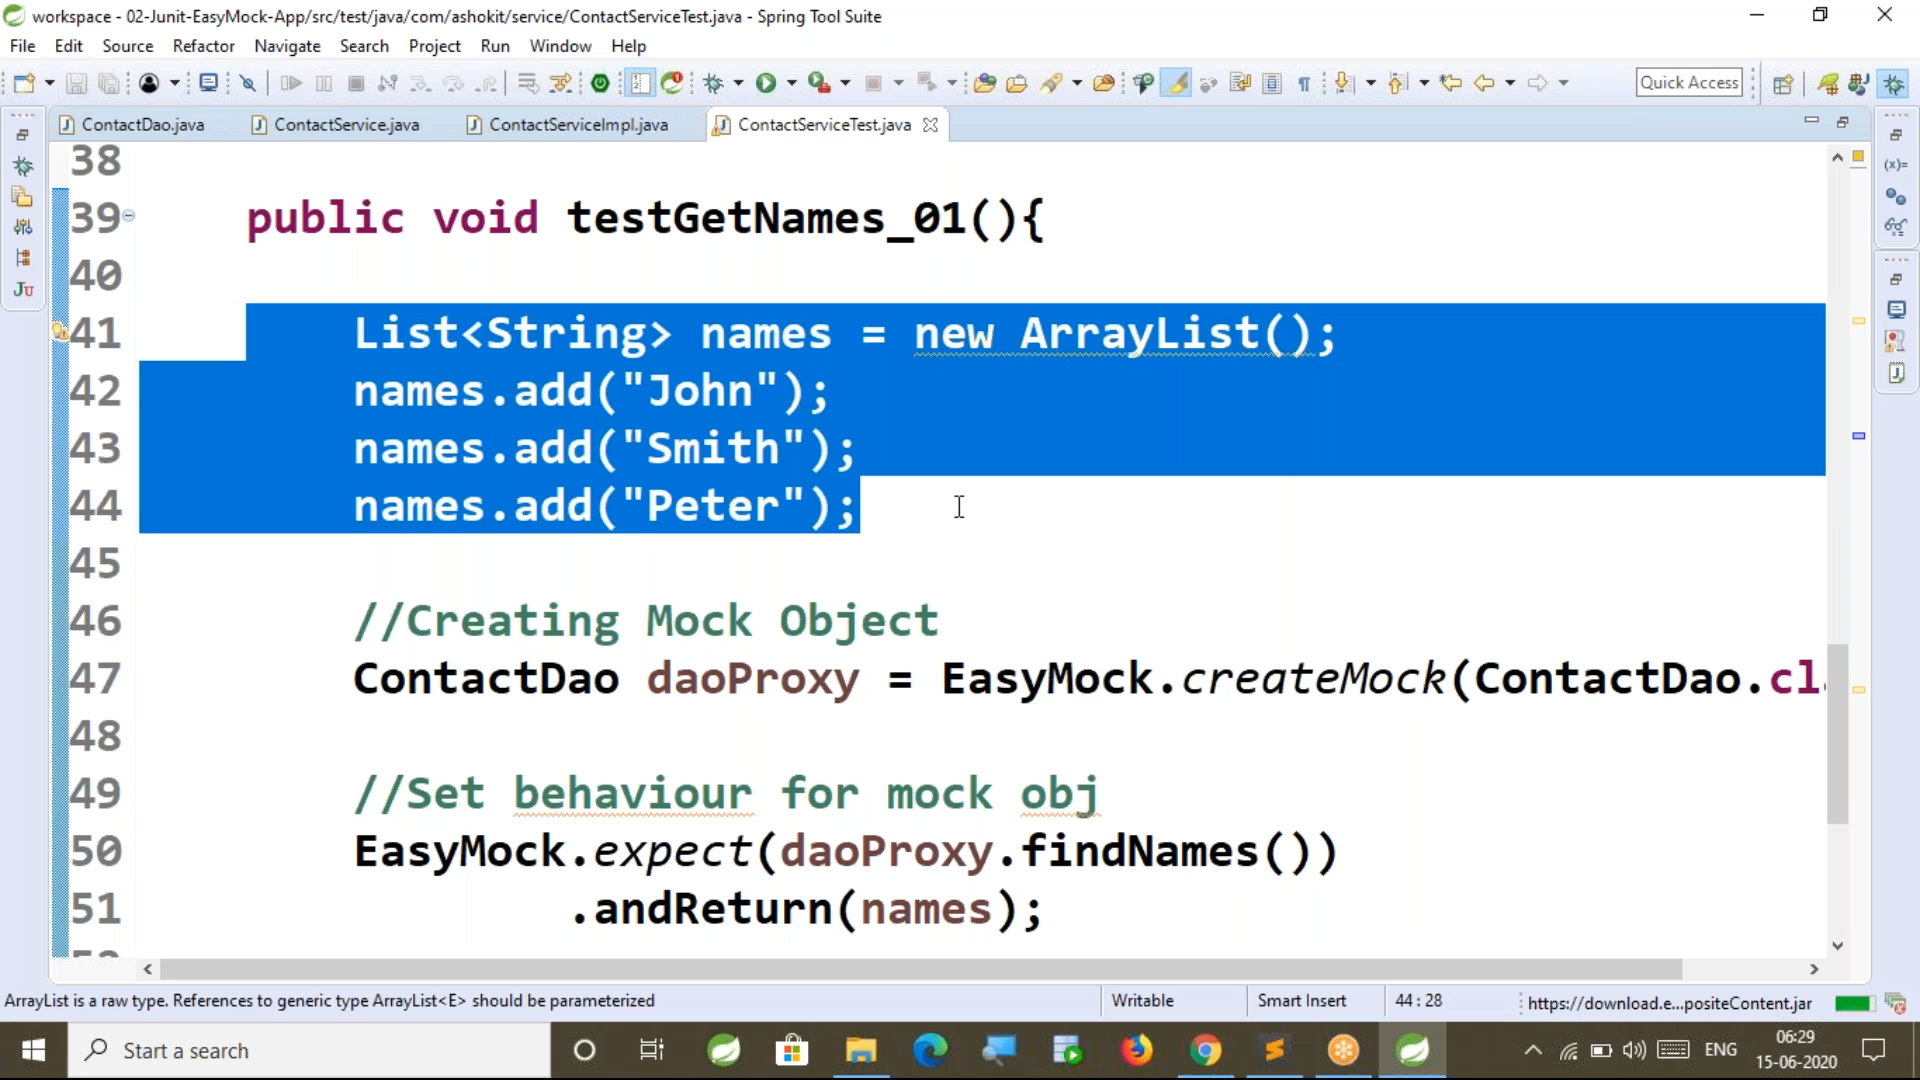 workspace - 02-Junit-EasyMock-App/src/test/java/com/ashokit/service/ContactServiceTest.java - Spring Tool Suite
File Edit Source Refactor Navigate Search Project Run Window Help
Quick Access
ContactDao.java ContactService.java ContactServiceImpl.java ContactServiceTest.java
38
39 public void testGetNames_01(){
40
41 List<String> names = new ArrayList();
42 names.add("John");
43 names.add("Smith");
44 names.add("Peter");
45
46 //Creating Mock Object
47 ContactDao daoProxy = EasyMock.createMock(ContactDao.cl
48
49 //Set behaviour for mock obj
50 EasyMock.expect(daoProxy.findNames())
51 .andReturn(names);
ArrayList is a raw type. References to generic type ArrayList<E> should be parameterized Writable Smart Insert 44 : 28 https://download.e...positeContent.jar
Start a search ENG 06:29
15-06-2020